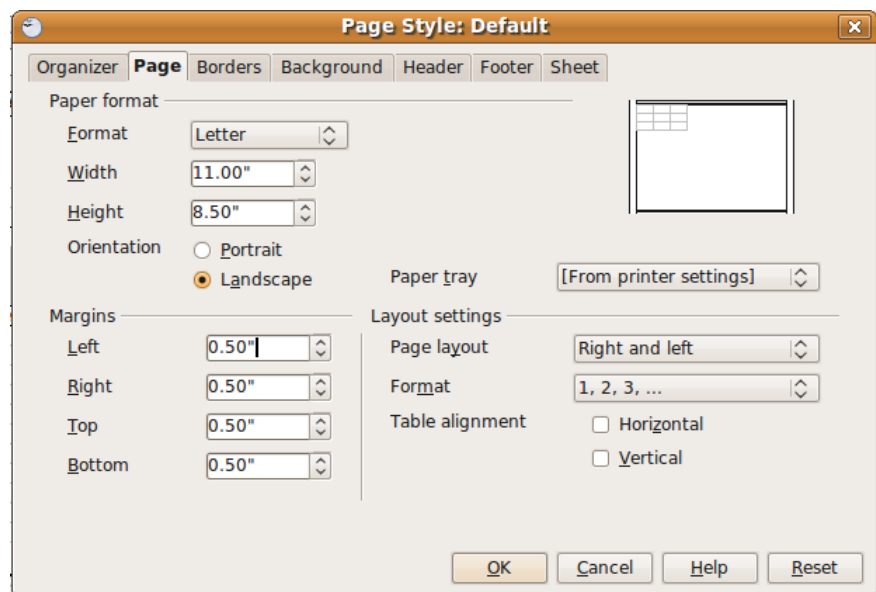 Page Style: Default
Organizer Page Borders Background Header Footer Sheet
Paper format
Format Letter
Width 11.00"
Height 8.50"
Orientation Portrait
Landscape
Paper tray [From printer settings]
Margins
Left 0.50"
Right 0.50"
Top 0.50"
Bottom 0.50"
Layout settings
Page layout Right and left
Format 1, 2, 3, ...
Table alignment Horizontal
Vertical
OK Cancel Help Reset